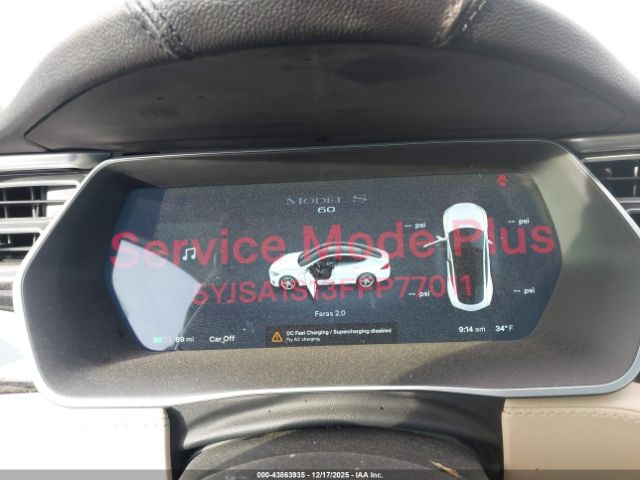 MODEL S
60
-- psi
-- psi
Service Mode Plus
5YJSA1S13FFP77011
-- psi
-- psi
Faras 2.0
89 mi
Car Off
DC Fast Charging / Supercharging disabled
Try AC charging
9:14 am
34°F
000-43863935 - 12/17/2025 - IAA Inc.